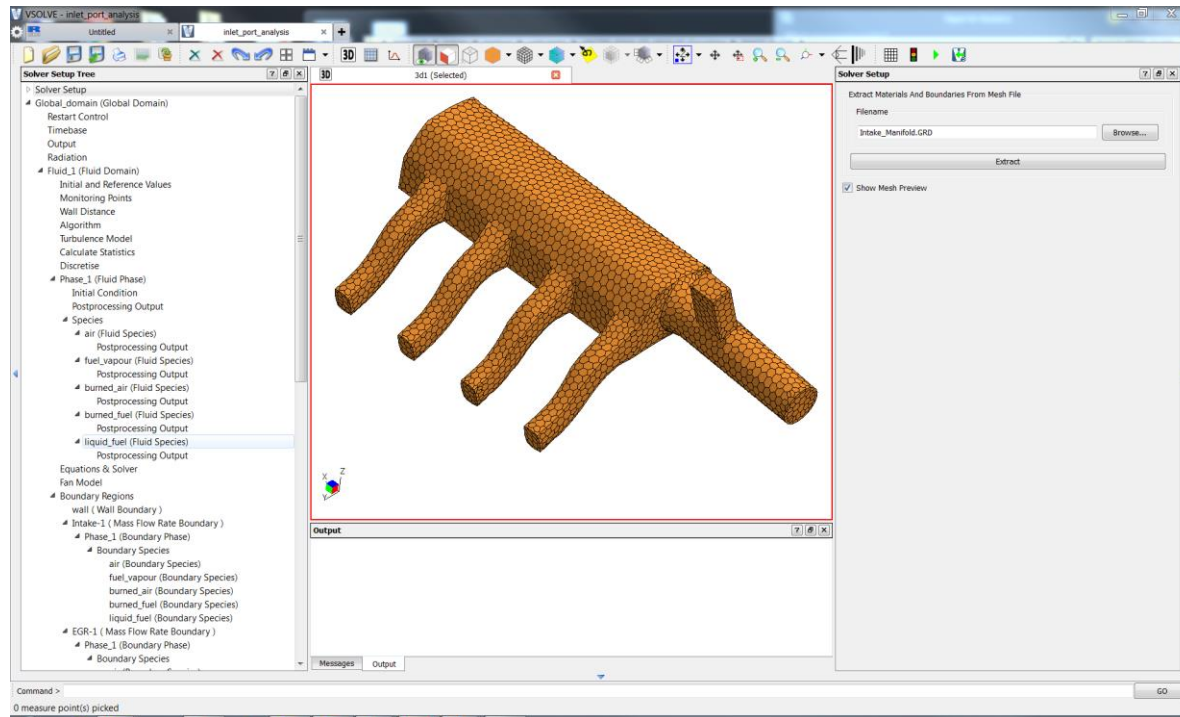 VSOLVE - inlet_port_analysis
Untitled
inlet_port_analysis
3D
Solver Setup Tree
Solver Setup
Global_domain (Global Domain)
Restart Control
Timebase
Output
Radiation
Fluid_1 (Fluid Domain)
Initial and Reference Values
Monitoring Points
Wall Distance
Algorithm
Turbulence Model
Calculate Statistics
Discretise
Phase_1 (Fluid Phase)
Initial Condition
Postprocessing Output
Species
air (Fluid Species)
Postprocessing Output
fuel_vapour (Fluid Species)
Postprocessing Output
burned_air (Fluid Species)
Postprocessing Output
burned_fuel (Fluid Species)
Postprocessing Output
liquid_fuel (Fluid Species)
Postprocessing Output
Equations & Solver
Fan Model
Boundary Regions
wall ( Wall Boundary )
Intake-1 ( Mass Flow Rate Boundary )
Phase_1 (Boundary Phase)
Boundary Species
air (Boundary Species)
fuel_vapour (Boundary Species)
burned_air (Boundary Species)
burned_fuel (Boundary Species)
liquid_fuel (Boundary Species)
EGR-1 ( Mass Flow Rate Boundary )
Phase_1 (Boundary Phase)
Boundary Species
3D 3d1 (Selected)
X Z
Y
Output
Messages Output
Solver Setup
Extract Materials And Boundaries From Mesh File
Filename
Intake_Manifold.GRD Browse...
Extract
Show Mesh Preview
Command > GO
0 measure point(s) picked